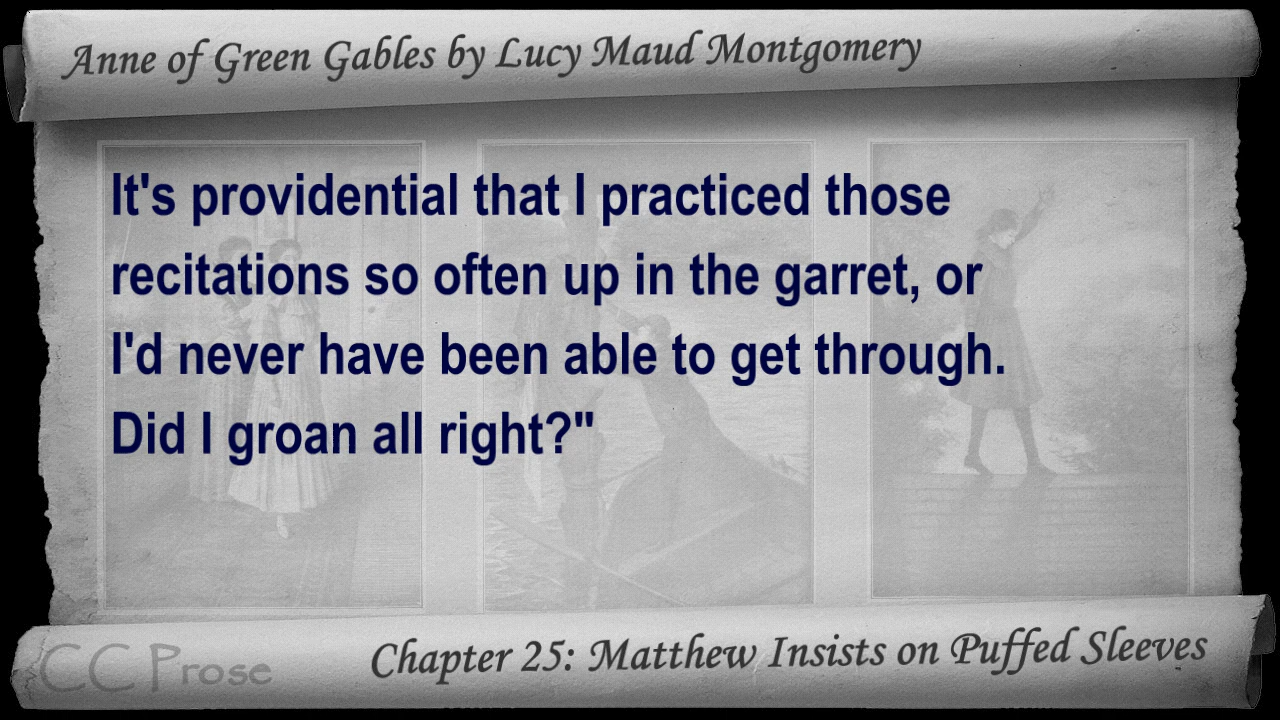 Anne of Green Gables by Lucy Maud Montgomery
It's providential that I practiced those
recitations so often up in the garret, or
I'd never have been able to get through.
Did I groan all right?"
CC Prose
Chapter 25: Matthew Insists on Puffed Sleeves